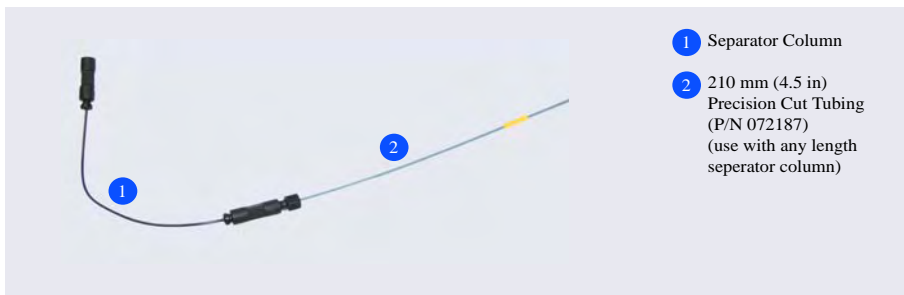 1 Separator Column
2 210 mm (4.5 in)
Precision Cut Tubing
(P/N 072187)
(use with any length
seperator column)
2
1